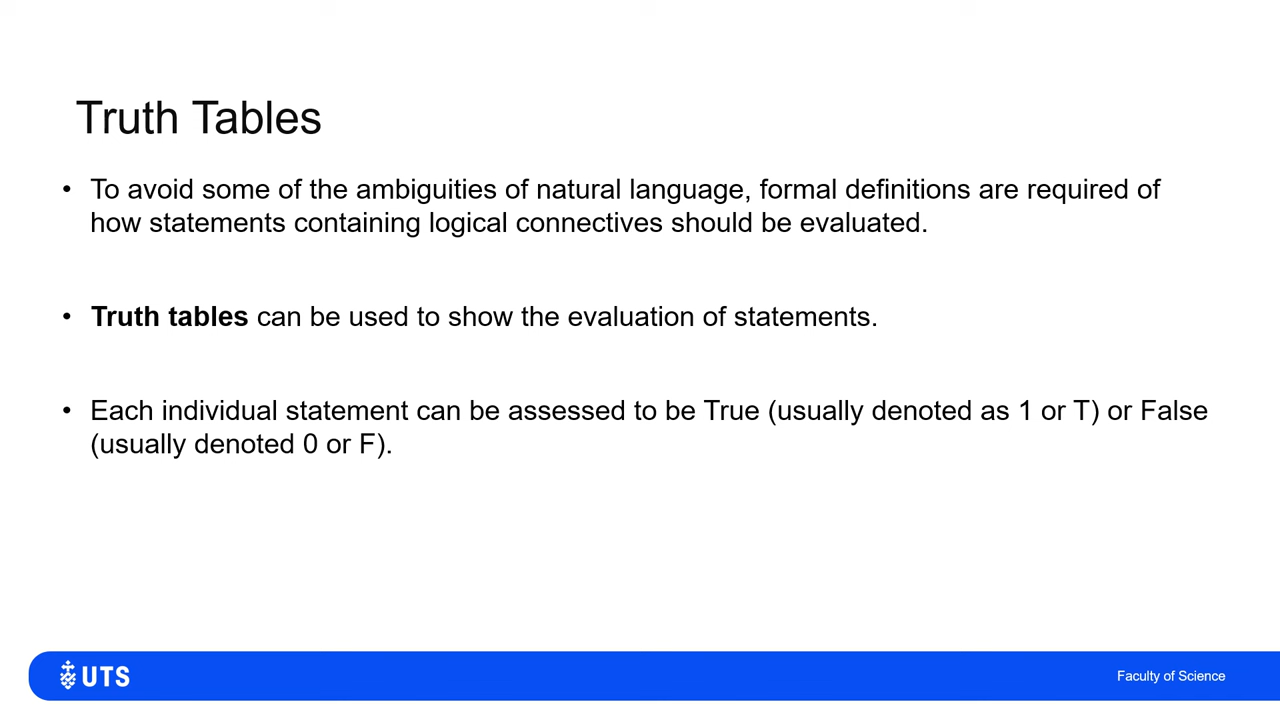 Truth Tables
• To avoid some of the ambiguities of natural language, formal definitions are required of
how statements containing logical connectives should be evaluated.
• Truth tables can be used to show the evaluation of statements.
• Each individual statement can be assessed to be True (usually denoted as 1 or T) or False
(usually denoted 0 or F).
UTS
Faculty of Science